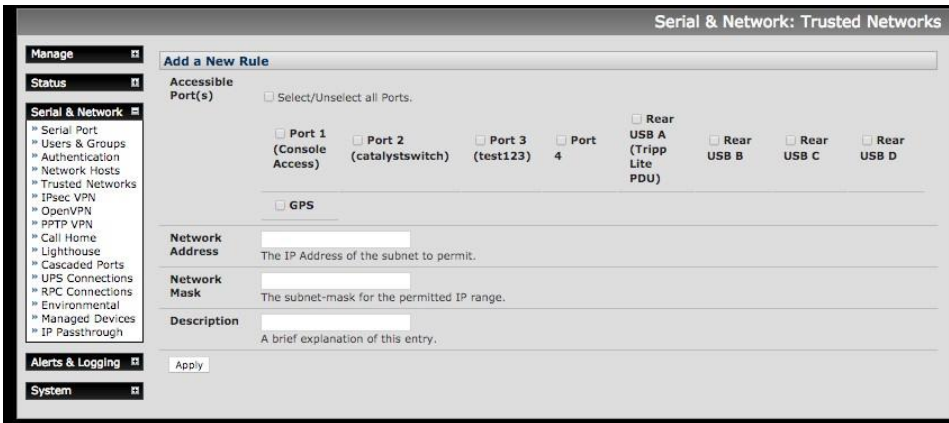 Serial & Network: Trusted Networks
Manage
Status
Serial & Network
Serial Port
Users & Groups
Authentication
Network Hosts
Trusted Networks
IPsec VPN
OpenVPN
PPTP VPN
Call Home
Lighthouse
Cascaded Ports
UPS Connections
RPC Connections
Environmental
Managed Devices
IP Passthrough
Alerts & Logging
System
Add a New Rule
Accessible
Port(s)
Select/Unselect all Ports.
Port 1
(Console
Access)
Port 2
(catalystswitch)
Port 3
(test123)
Port
4
Rear
USB A
(Tripp
Lite
PDU)
Rear
USB B
Rear
USB C
Rear
USB D
GPS
Network
Address
The IP Address of the subnet to permit.
Network
Mask
The subnet-mask for the permitted IP range.
Description
A brief explanation of this entry.
Apply